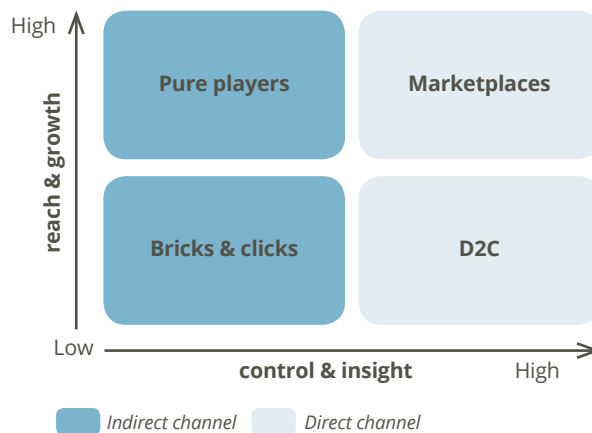 High
Pure players
Marketplaces
reach & growth
Bricks & clicks
D2C
Low
control & insight
High
Indirect channel
Direct channel